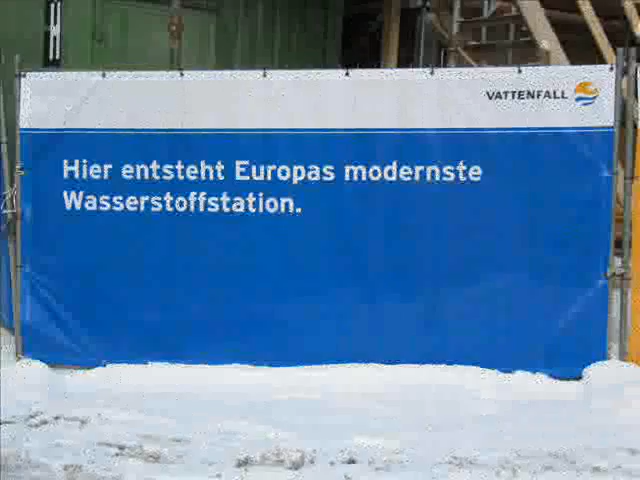 VATTENFALL
Hier entsteht Europas modernste
Wasserstoffstation.